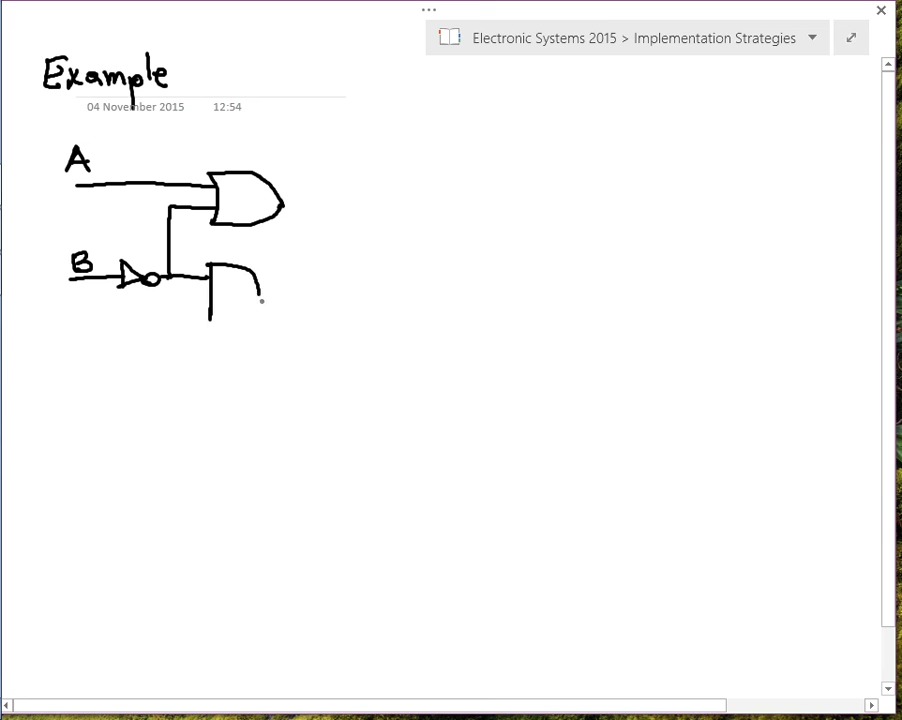 Electronic Systems 2015 > Implementation Strategies
Example
04 November 2015 12:54
A
B